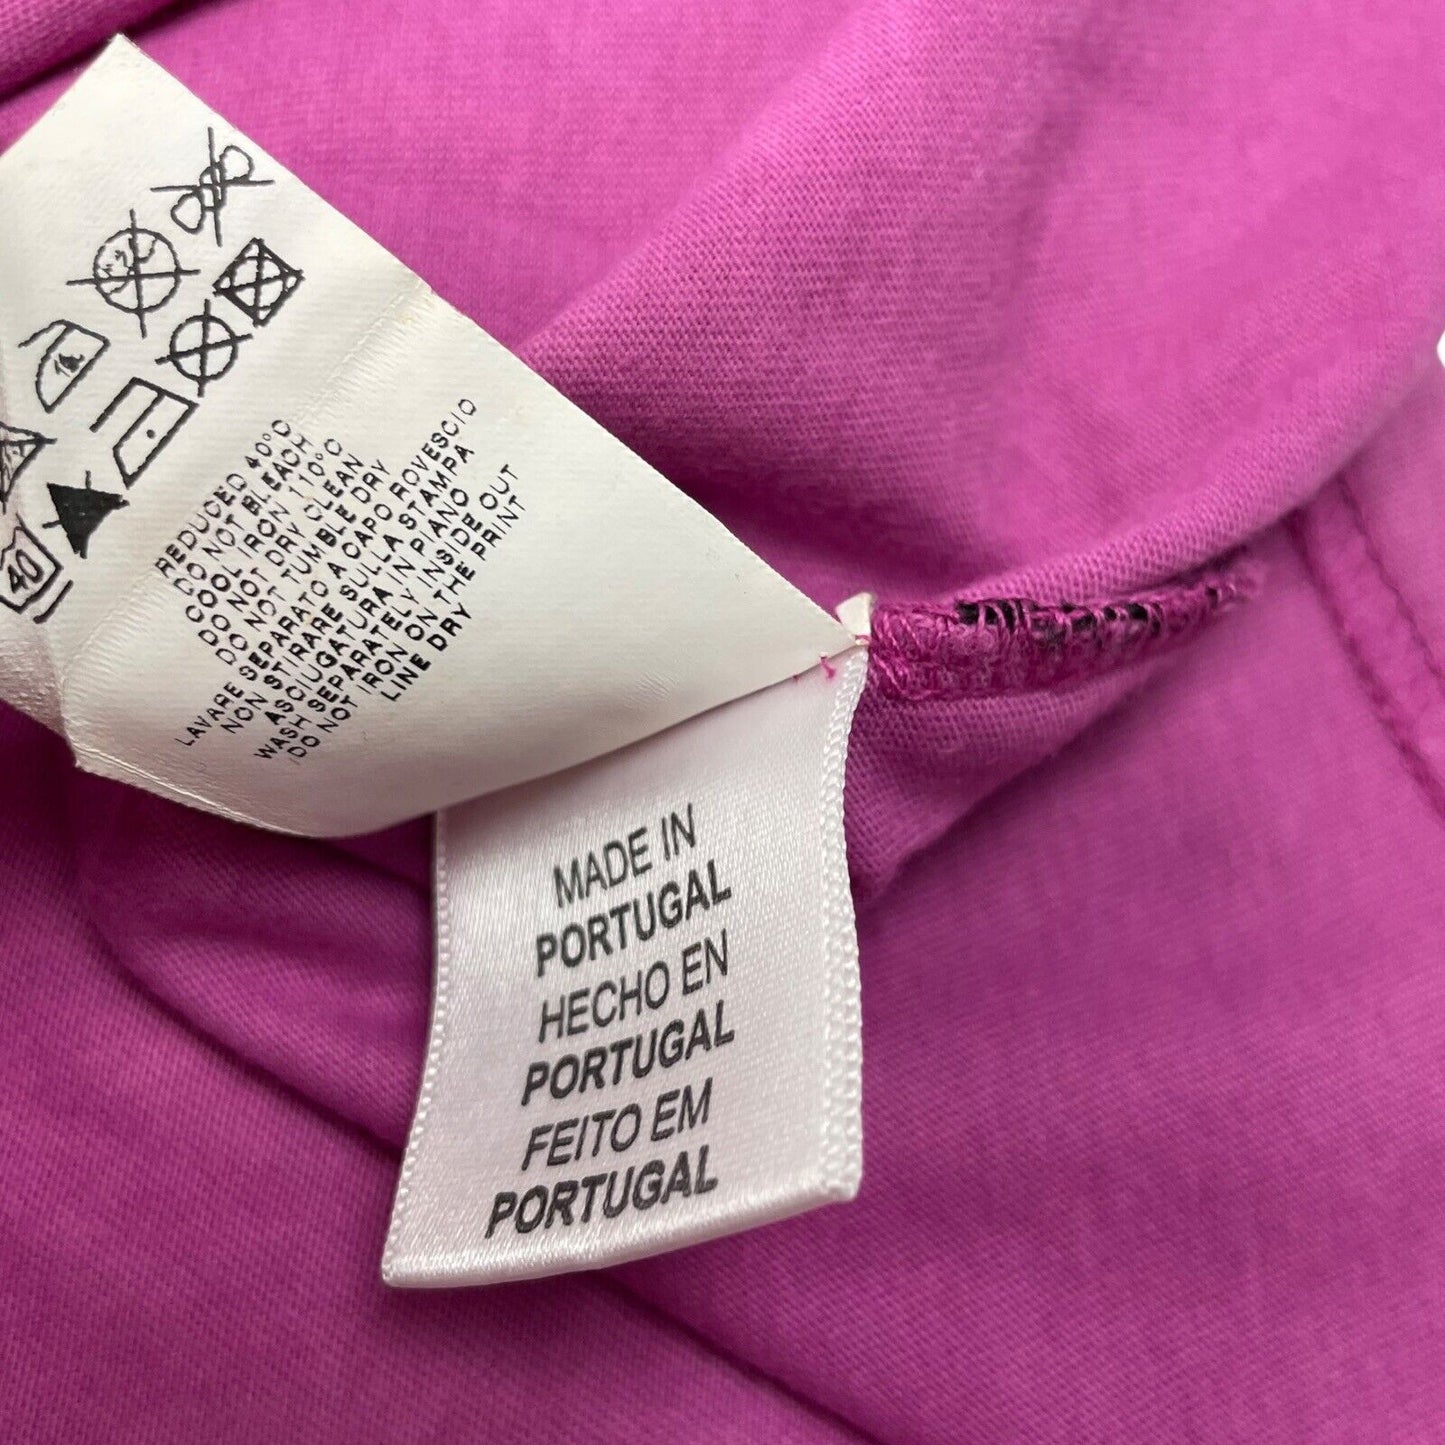 40
REDUCED 40°C
DO NOT BLEACH
COOL IRON 110°C
DO NOT DRY CLEAN
DO NOT TUMBLE DRY
LAVARE SEPARATO A CAPO ROVESCIO
NON STIRARE SULLA STAMPA
ASCIUGATURA IN PIANO
WASH SEPARATELY INSIDE OUT
DO NOT IRON ON THE PRINT
LINE DRY
MADE IN
PORTUGAL
HECHO EN
PORTUGAL
FEITO EM
PORTUGAL